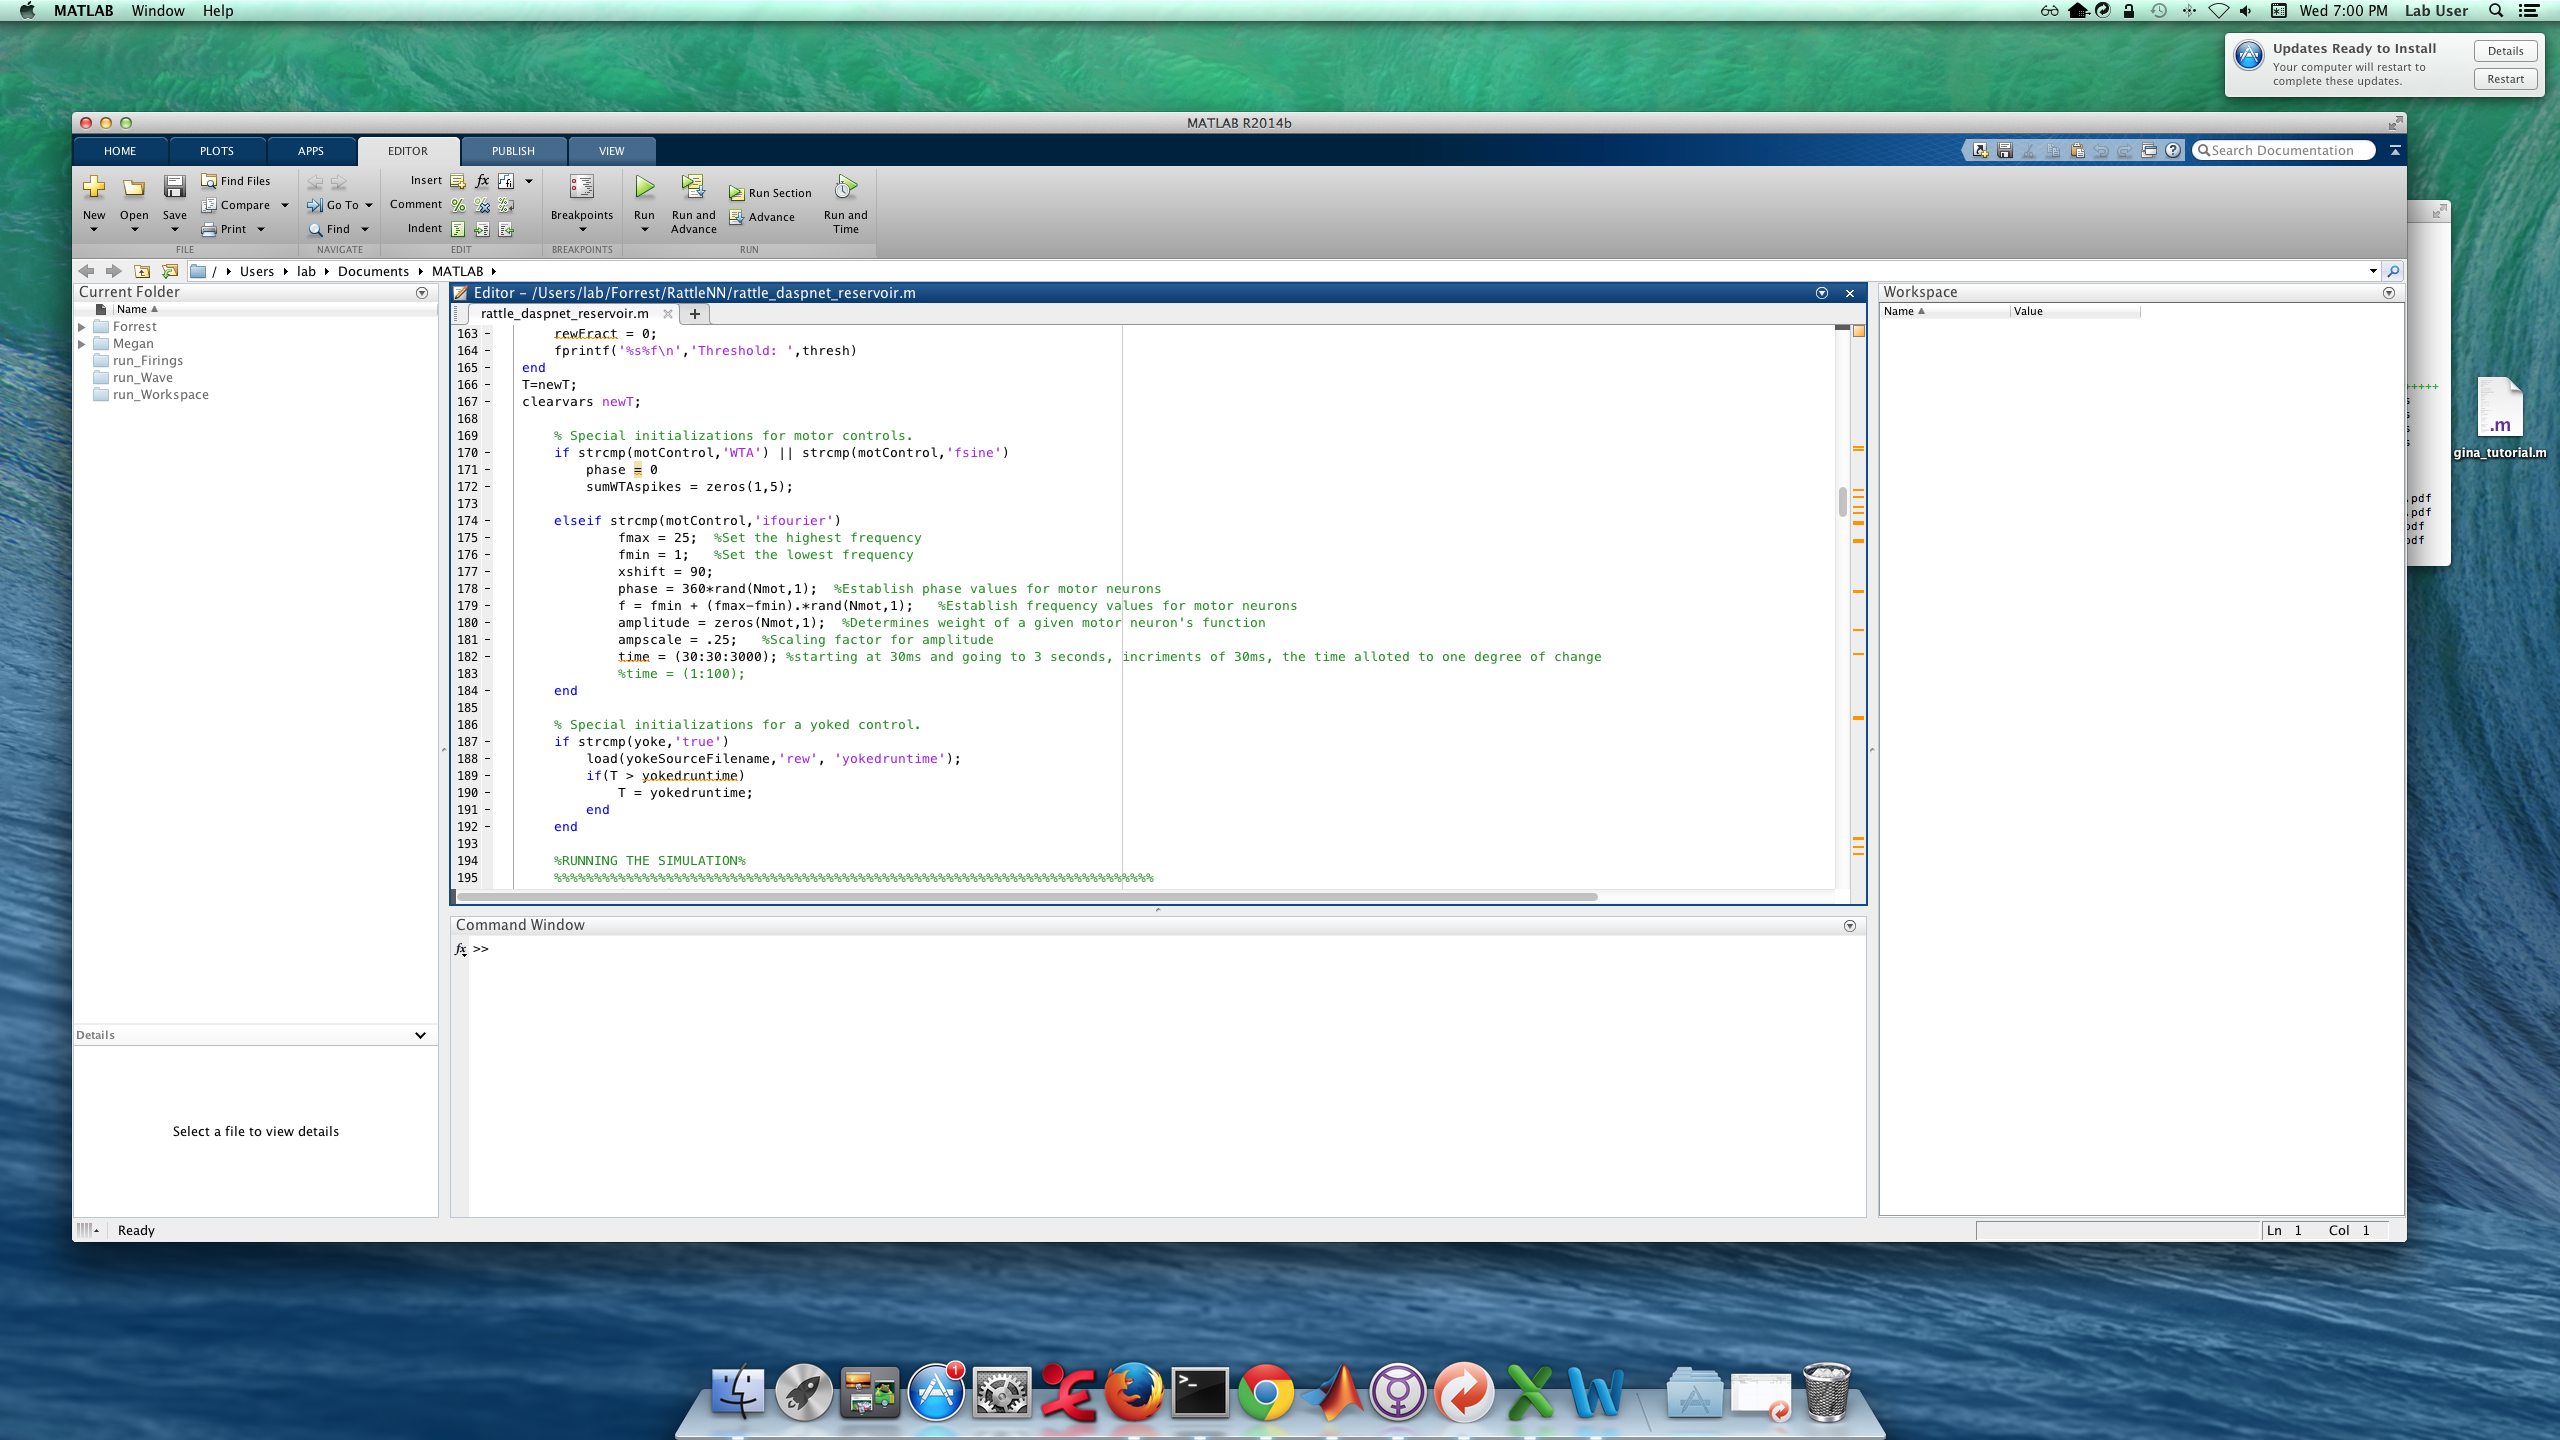 MATLAB Window Help
Wed 7:00 PM Lab User
Updates Ready to Install
Your computer will restart to
complete these updates.
Details
Restart
MATLAB R2014b
HOME PLOTS APPS EDITOR PUBLISH VIEW
Search Documentation
New Open Save
Find Files
Compare
Print
FILE
Go To
Find
NAVIGATE
Insert
Comment
Indent
EDIT
Breakpoints
BREAKPOINTS
Run
Run and Advance
Run Section
Advance
Run and Time
RUN
/ Users lab Documents MATLAB
Current Folder
Name
Forrest
Megan
run_Firings
run_Wave
run_Workspace
Details
Select a file to view details
Editor - /Users/lab/Forrest/RattleNN/rattle_daspnet_reservoir.m
rattle_daspnet_reservoir.m +
163 - rewFract = 0;
164 - fprintf('%s%f\n','Threshold: ',thresh)
165 - end
166 - T=newT;
167 - clearvars newT;
168
169 % Special initializations for motor controls.
170 - if strcmp(motControl,'WTA') || strcmp(motControl,'fsine')
171 - phase = 0
172 - sumWTAspikes = zeros(1,5);
173
174 - elseif strcmp(motControl,'ifourier')
175 - fmax = 25; %Set the highest frequency
176 - fmin = 1; %Set the lowest frequency
177 - xshift = 90;
178 - phase = 360*rand(Nmot,1); %Establish phase values for motor neurons
179 - f = fmin + (fmax-fmin).*rand(Nmot,1); %Establish frequency values for motor neurons
180 - amplitude = zeros(Nmot,1); %Determines weight of a given motor neuron's function
181 - ampscale = .25; %Scaling factor for amplitude
182 - time = (30:30:3000); %starting at 30ms and going to 3 seconds, incriments of 30ms, the time alloted to one degree of change
183 %time = (1:100);
184 - end
185
186 % Special initializations for a yoked control.
187 - if strcmp(yoke,'true')
188 - load(yokeSourceFilename,'rew', 'yokedruntime');
189 - if(T > yokedruntime)
190 - T = yokedruntime;
191 - end
192 - end
193
194 %RUNNING THE SIMULATION%
195 %%%%%%%%%%%%%%%%%%%%%%%%%%%%%%%%%%%%%%%%%%%%%%%%%%%%%%%%%%%%%%%%%%%%%%%%%%%
Command Window
fx >>
Workspace
Name Value
+++++
s
s
s
s
.pdf
.pdf
pdf
pdf
.m
gina_tutorial.m
Ready
Ln 1 Col 1
1